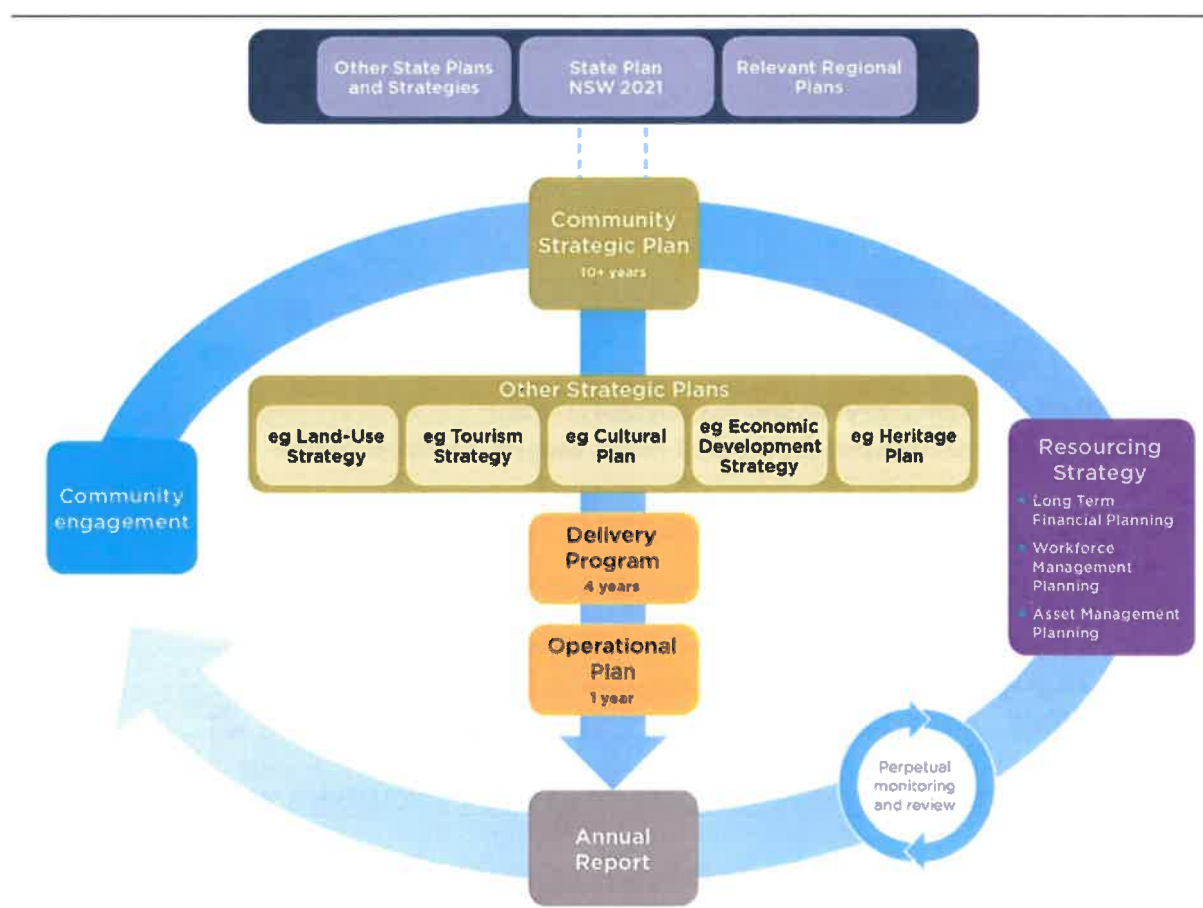 Other State Plans
and Strategies
State Plan
NSW 2021
Relevant Regional
Plans
Community
Strategic Plan
10+ years
Other Strategic Plans
eg Land-Use
Strategy
eg Tourism
Strategy
eg Cultural
Plan
eg Economic
Development
Strategy
eg Heritage
Plan
Community
engagement
Resourcing
Strategy
Long Term
Financial Planning
Workforce
Management
Planning
Asset Management
Planning
Delivery
Program
4 years
Operational
Plan
1 year
Perpetual
monitoring
and review
Annual
Report